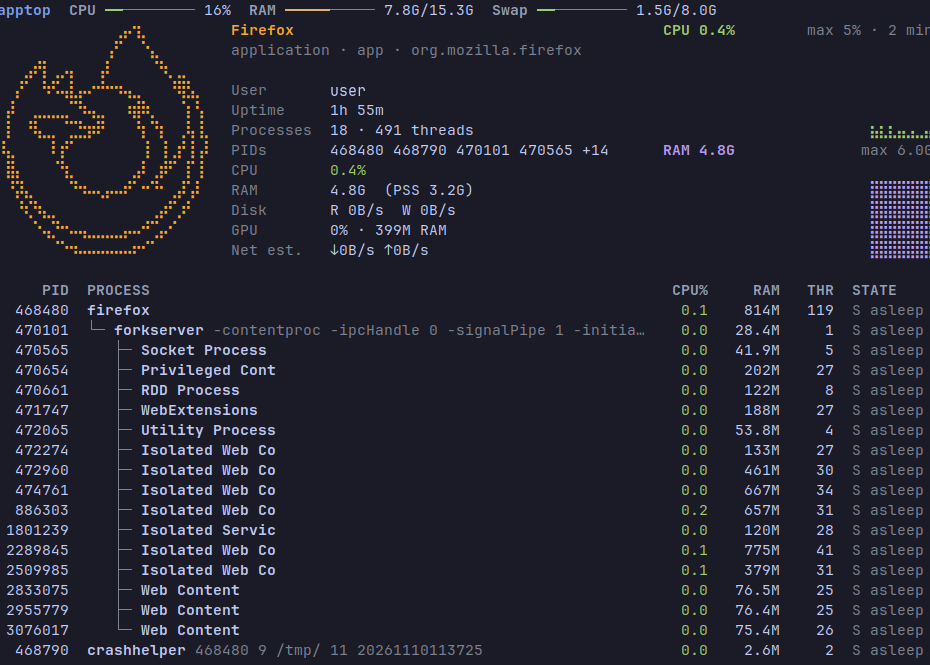 apptop CPU 16% RAM 7.8G/15.3G Swap 1.5G/8.0G
Firefox CPU 0.4% max 5% · 2 min
application · app · org.mozilla.firefox
User user
Uptime 1h 55m
Processes 18 · 491 threads
PIDs 468480 468790 470101 470565 +14 RAM 4.8G max 6.00
CPU 0.4%
RAM 4.8G (PSS 3.2G)
Disk R 0B/s W 0B/s
GPU 0% · 399M RAM
Net est. ↓0B/s ↑0B/s
PID PROCESS CPU% RAM THR STATE
468480 firefox 0.1 814M 119 S asleep
470101 └─ forkserver -contentproc -ipcHandle 0 -signalPipe 1 -initia… 0.0 28.4M 1 S asleep
470565 ├─ Socket Process 0.0 41.9M 5 S asleep
470654 ├─ Privileged Cont 0.0 202M 27 S asleep
470661 ├─ RDD Process 0.0 122M 8 S asleep
471747 ├─ WebExtensions 0.0 188M 27 S asleep
472065 ├─ Utility Process 0.0 53.8M 4 S asleep
472274 ├─ Isolated Web Co 0.0 133M 27 S asleep
472960 ├─ Isolated Web Co 0.0 461M 30 S asleep
474761 ├─ Isolated Web Co 0.0 667M 34 S asleep
886303 ├─ Isolated Web Co 0.2 657M 31 S asleep
1801239 ├─ Isolated Servic 0.0 120M 28 S asleep
2289845 ├─ Isolated Web Co 0.1 775M 41 S asleep
2509985 ├─ Isolated Web Co 0.1 379M 31 S asleep
2833075 ├─ Web Content 0.0 76.5M 25 S asleep
2955779 ├─ Web Content 0.0 76.4M 25 S asleep
3076017 └─ Web Content 0.0 75.4M 26 S asleep
468790 crashhelper 468480 9 /tmp/ 11 20261110113725 0.0 2.6M 2 S asleep